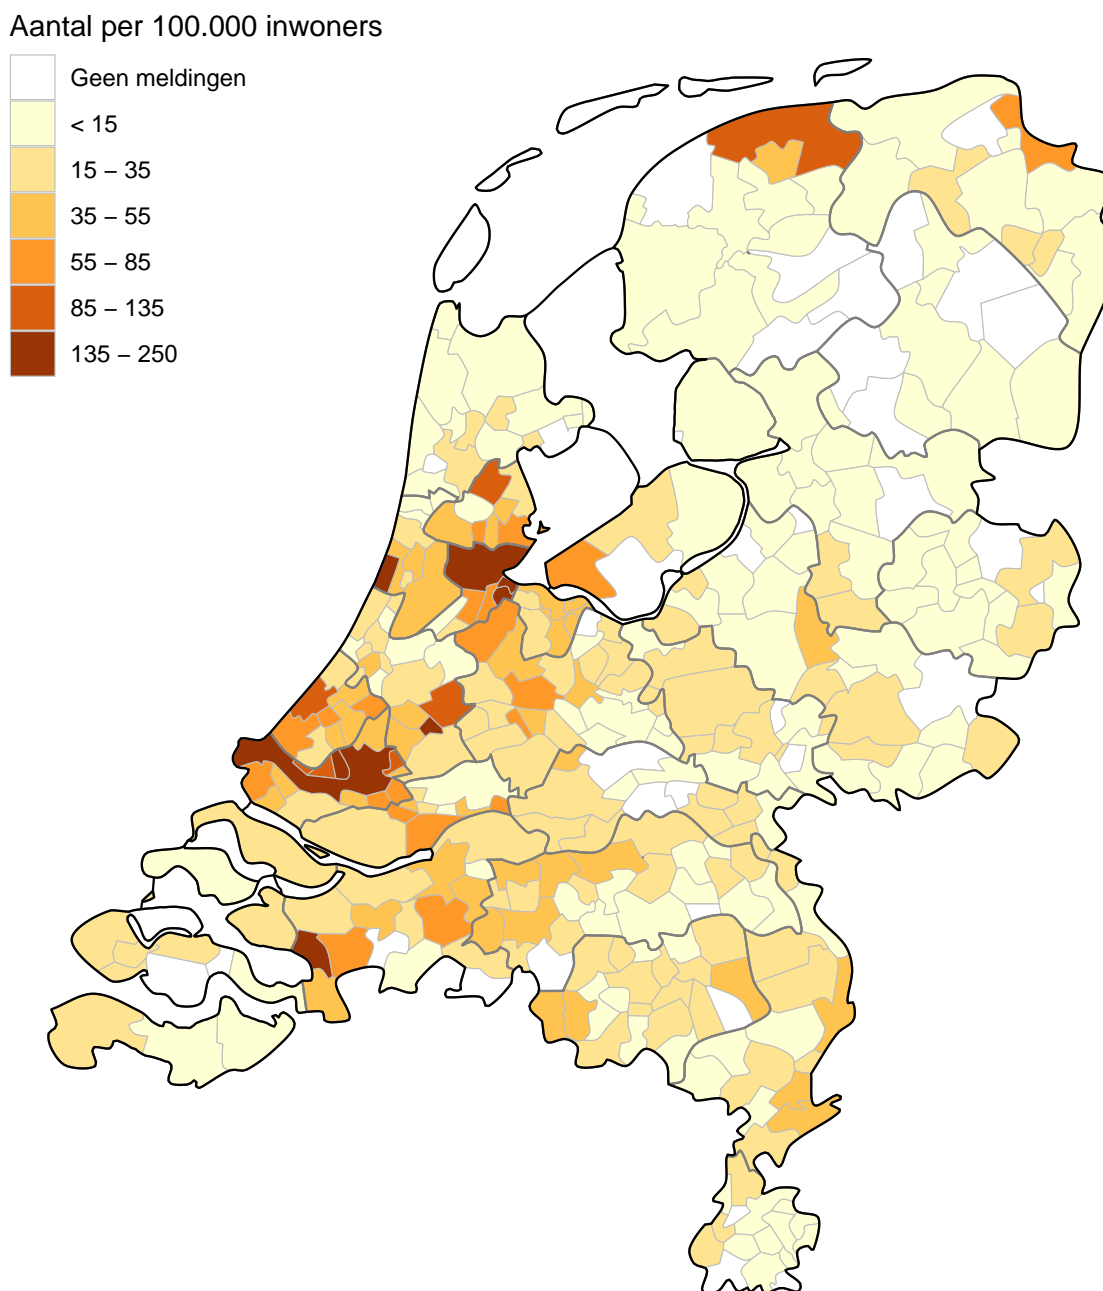 Aantal per 100.000 inwoners
Geen meldingen
< 15
15 – 35
35 – 55
55 – 85
85 – 135
135 – 250